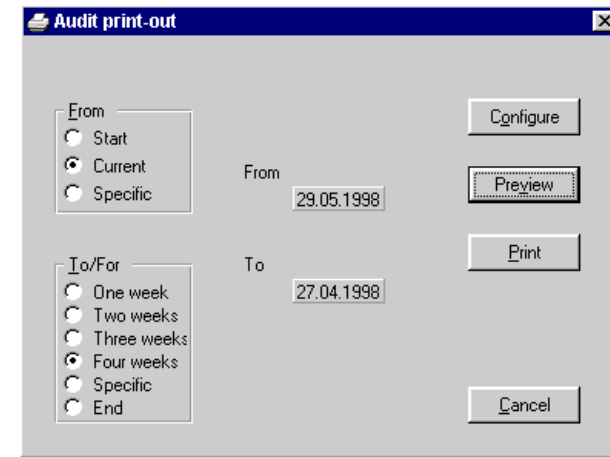 Audit print-out
From
Start
Current
Specific
From
29.05.1998
To/For
One week
Two weeks
Three weeks
Four weeks
Specific
End
To
27.04.1998
Configure
Preview
Print
Cancel